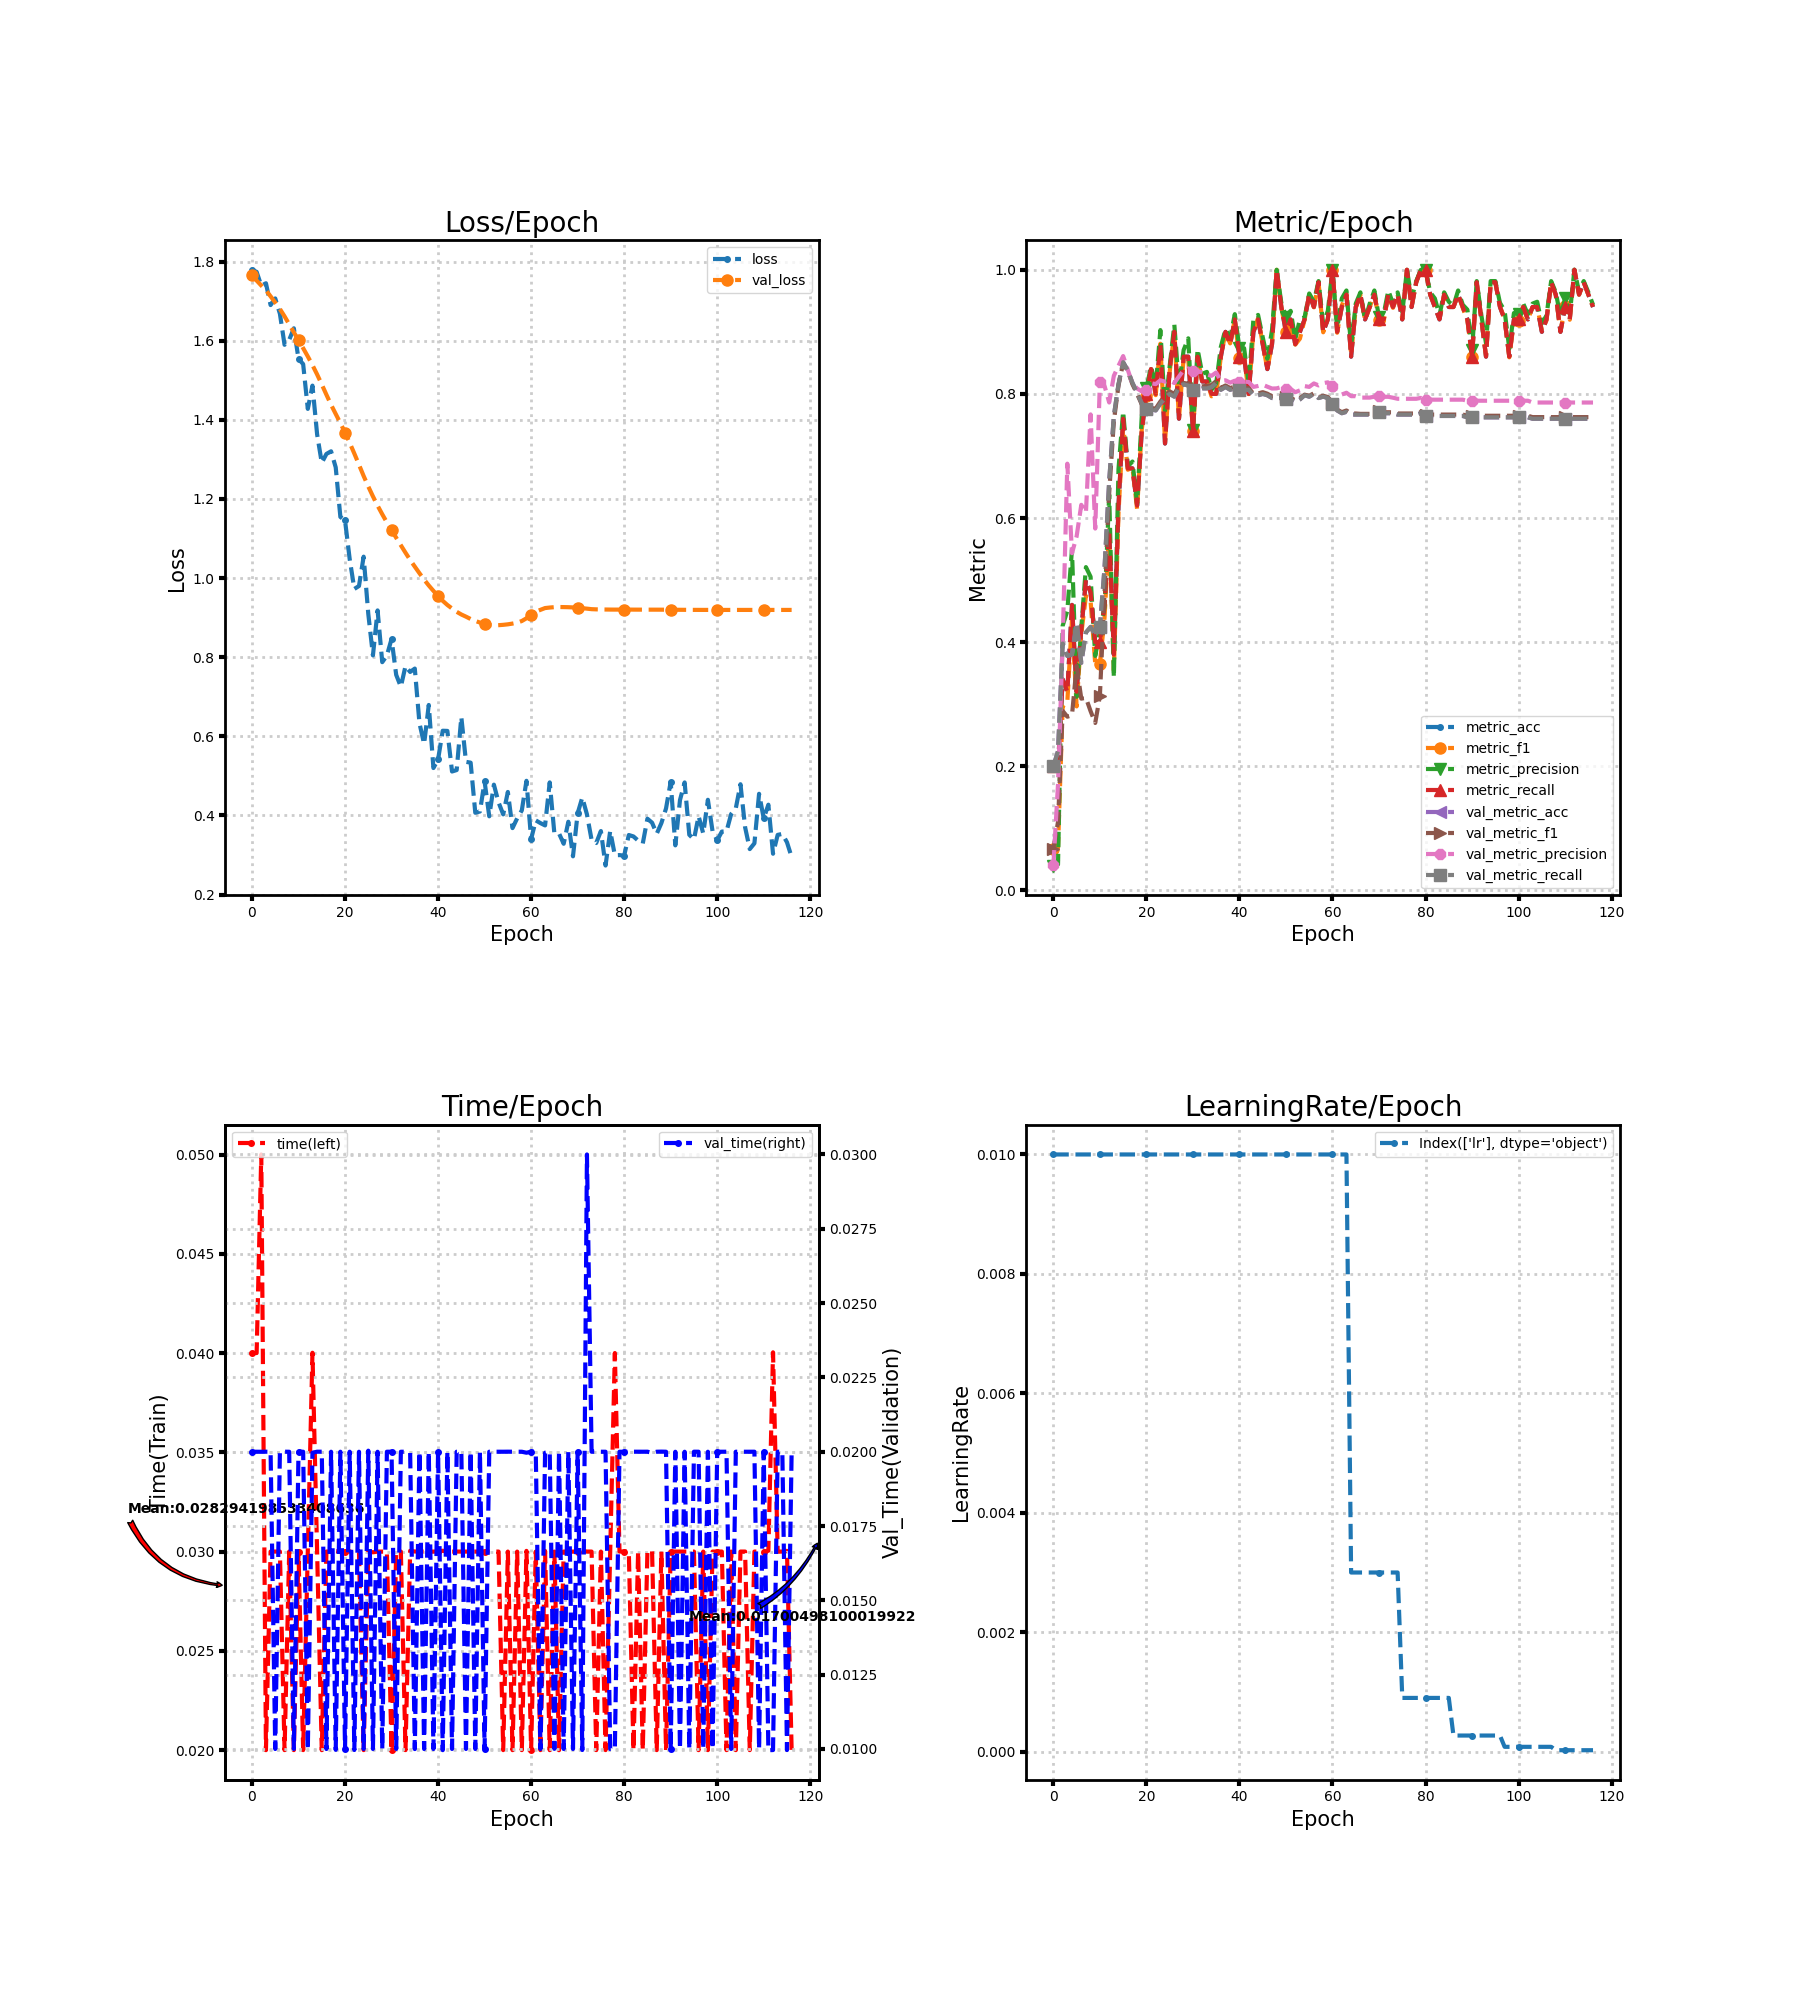 Loss/Epoch
1.8
1.6
1.4
1.2
1.0
0.8
0.6
0.4
0.2
Loss
0 20 40 60 80 100 120
Epoch
loss
val_loss
Metric/Epoch
1.0
0.8
0.6
0.4
0.2
0.0
Metric
0 20 40 60 80 100 120
Epoch
metric_acc
metric_f1
metric_precision
metric_recall
val_metric_acc
val_metric_f1
val_metric_precision
val_metric_recall
Time/Epoch
time(left)
val_time(right)
0.050
0.045
0.040
0.035
0.030
0.025
0.020
Time(Train)
0.0300
0.0275
0.0250
0.0225
0.0200
0.0175
0.0150
0.0125
0.0100
Val_Time(Validation)
Mean:0.01700498100019922
0 20 40 60 80 100 120
Epoch
LearningRate/Epoch
Index(['lr'], dtype='object')
0.010
0.008
0.006
0.004
0.002
0.000
LearningRate
0 20 40 60 80 100 120
Epoch